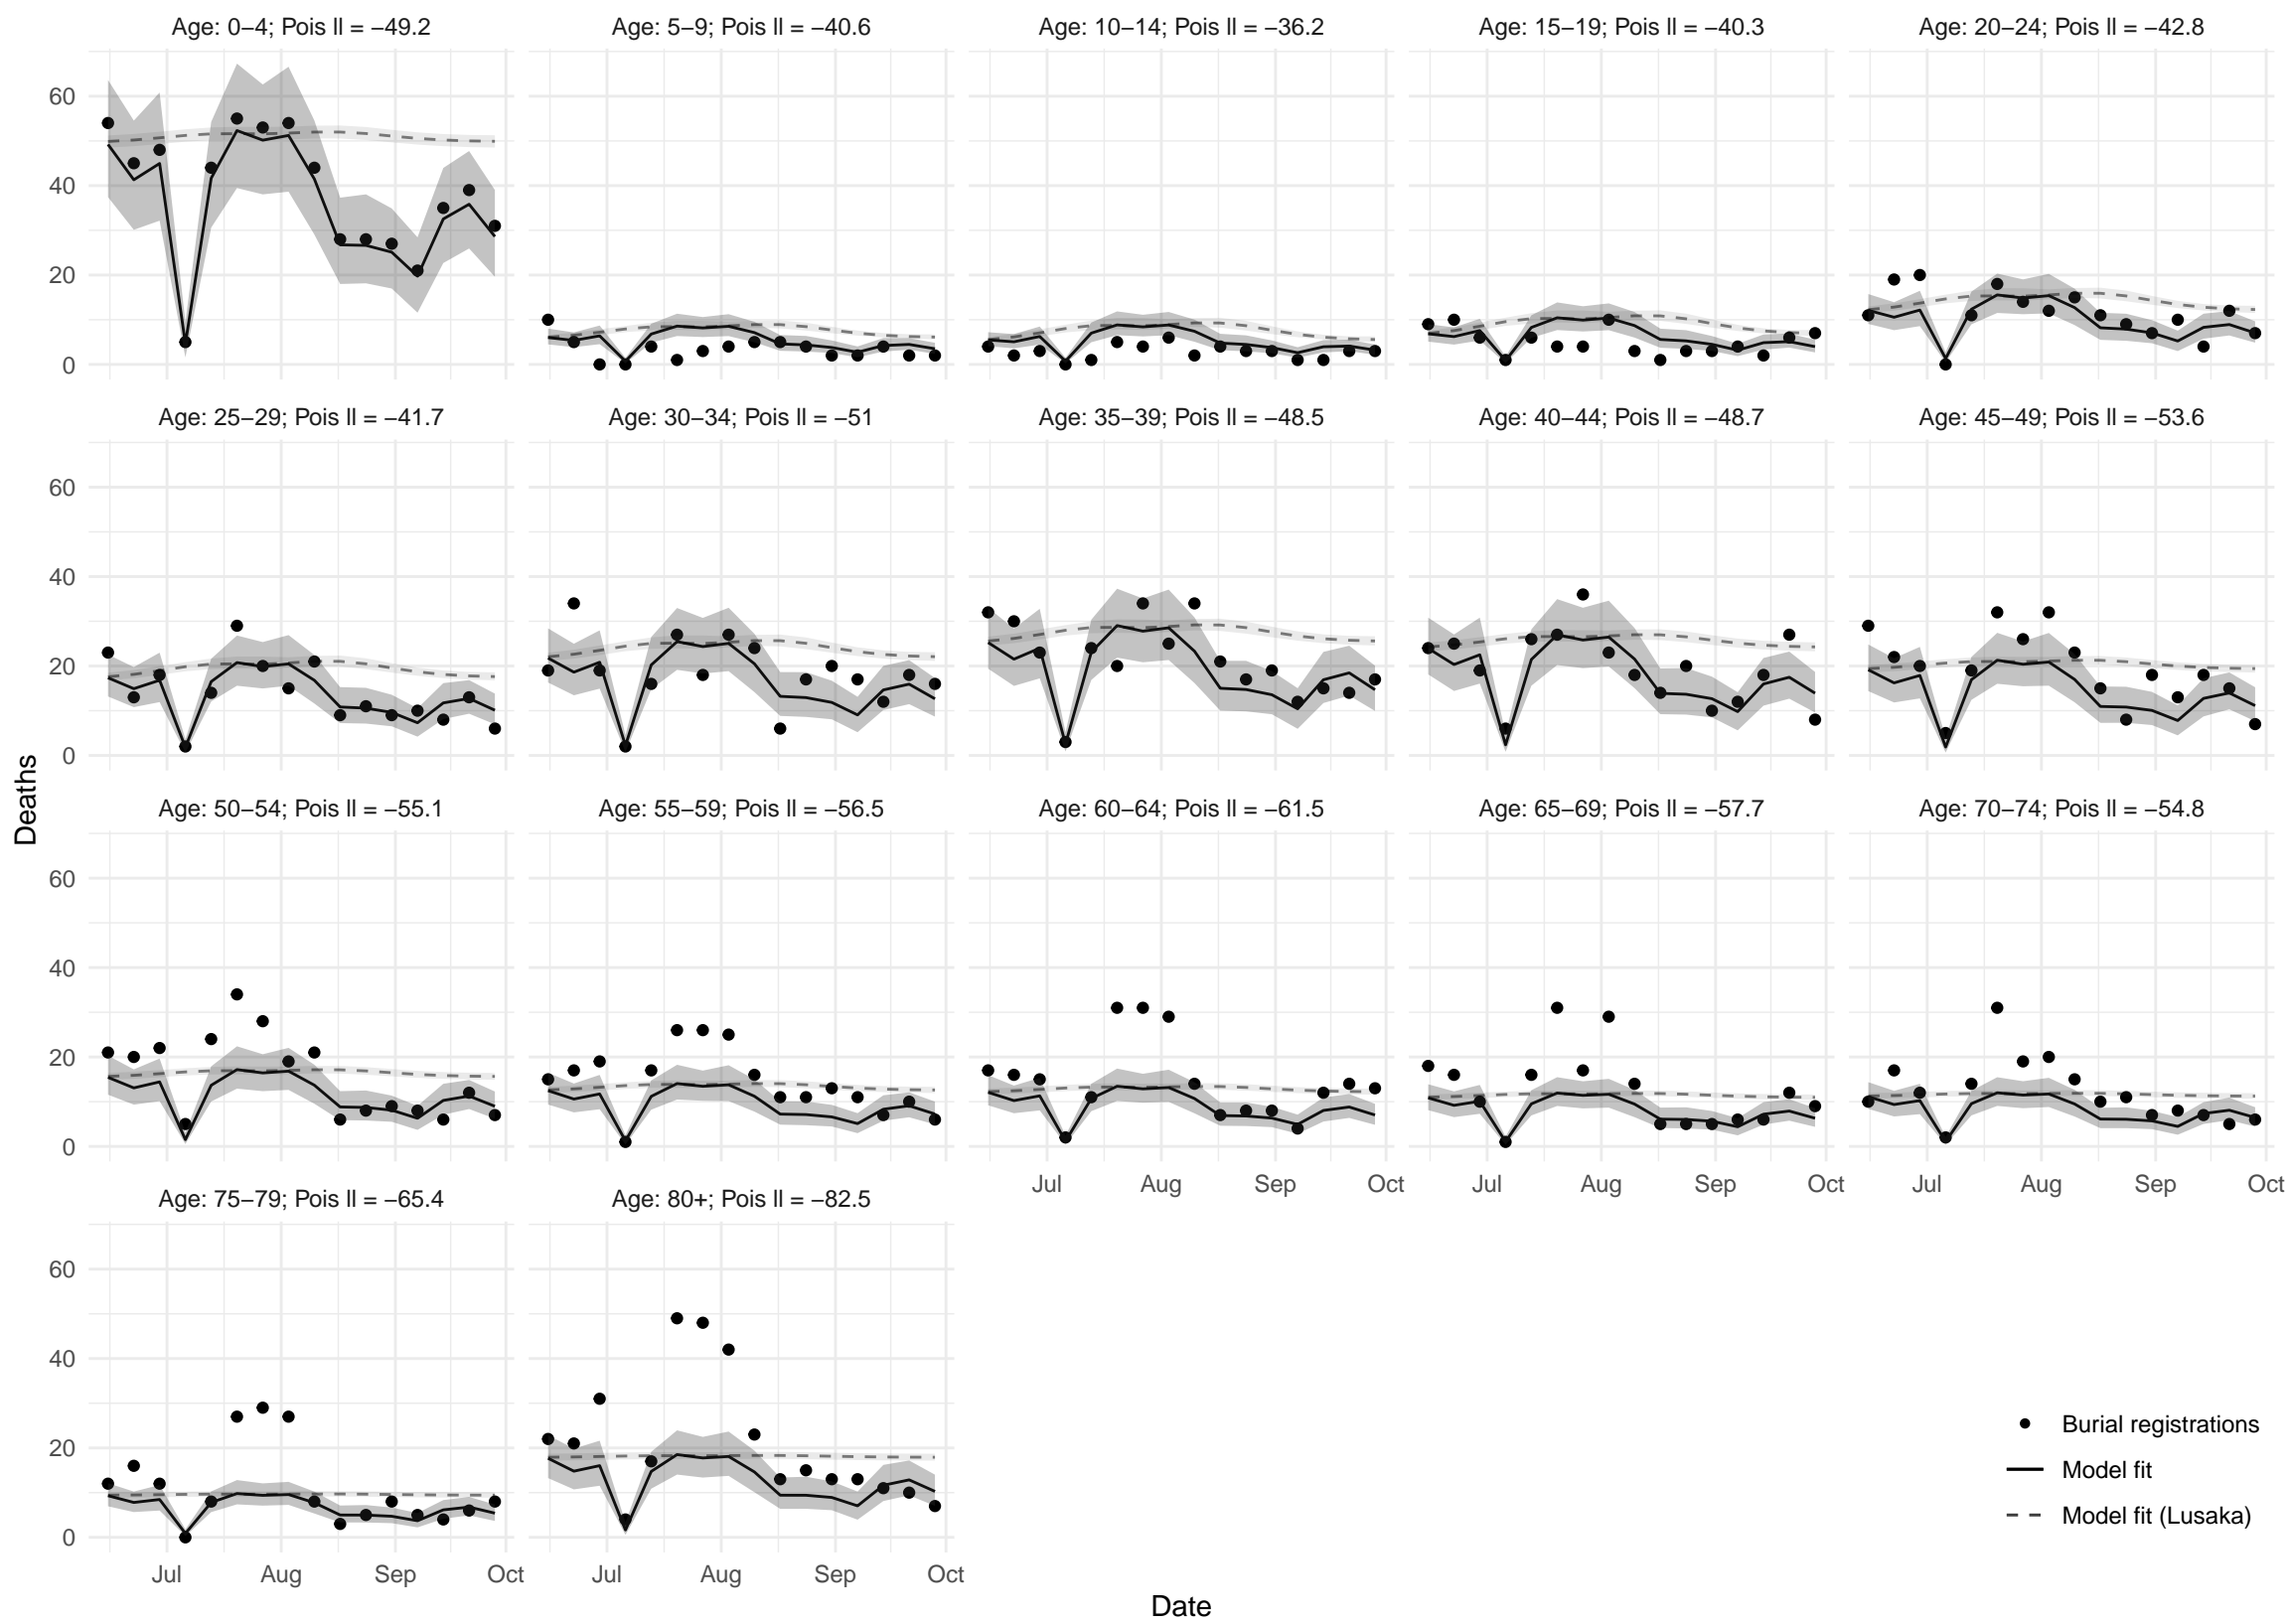 Age: 0−4; Pois ll = −49.2
Age: 5−9; Pois ll = −40.6
Age: 10−14; Pois ll = −36.2
Age: 15−19; Pois ll = −40.3
Age: 20−24; Pois ll = −42.8
60
40
20
0
Age: 25−29; Pois ll = −41.7
Age: 30−34; Pois ll = −51
Age: 35−39; Pois ll = −48.5
Age: 40−44; Pois ll = −48.7
Age: 45−49; Pois ll = −53.6
60
40
20
0
Deaths
Age: 50−54; Pois ll = −55.1
Age: 55−59; Pois ll = −56.5
Age: 60−64; Pois ll = −61.5
Age: 65−69; Pois ll = −57.7
Age: 70−74; Pois ll = −54.8
60
40
20
0
Jul Aug Sep Oct
Jul Aug Sep Oct
Jul Aug Sep Oct
Age: 75−79; Pois ll = −65.4
Age: 80+; Pois ll = −82.5
60
40
20
0
Jul Aug Sep Oct
Jul Aug Sep Oct
Burial registrations
Model fit
Model fit (Lusaka)
Date